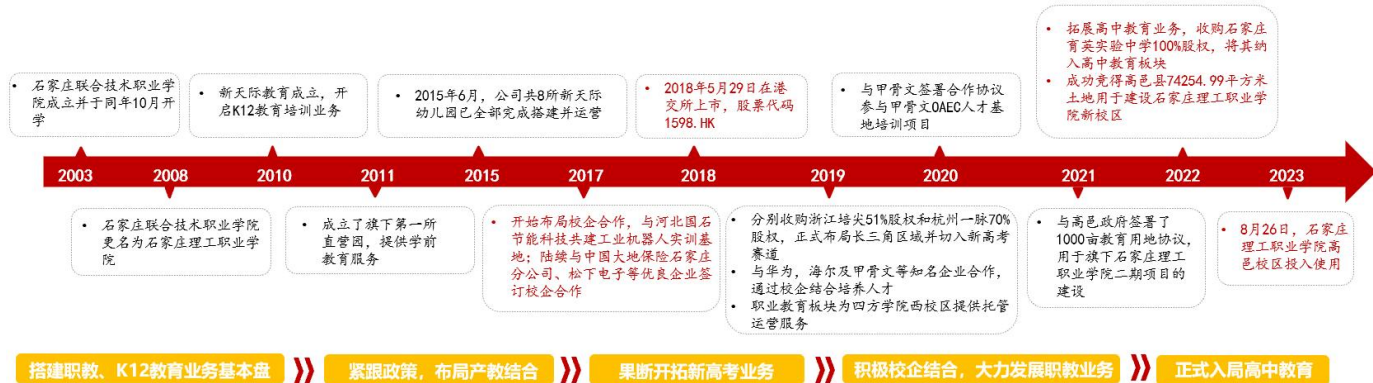 • 石家庄联合技术职业学
院成立并于同年10月开
学
• 新天际教育成立，开
启K12教育培训业务
• 2015年6月，公司共8所新天际
幼儿园已全部完成搭建并运营
• 2018年5月29日在港
交所上市，股票代码
1598.HK
• 与甲骨文签署合作协议
参与甲骨文OAEC人才基
地培训项目
• 拓展高中教育业务，收购石家庄
育英实验中学100%股权，将其纳
入高中教育板块
• 成功竞得高邑县74254.99平方米
土地用于建设石家庄理工职业学
院新校区
2003 2008 2010 2011 2015 2017 2018 2019 2020 2021 2022 2023
• 石家庄联合技术职业学院
更名为石家庄理工职业学
院
• 成立了旗下第一所
直营园，提供学前
教育服务
• 开始布局校企合作，与河北国石
节能科技共建工业机器人实训基
地；陆续与中国大地保险石家庄
分公司、松下电子等优良企业签
订校企合作
• 分别收购浙江培尖51%股权和杭州一脉70%
股权，正式布局长三角区域并切入新高考
赛道
• 与华为，海尔及甲骨文等知名企业合作，
通过校企结合培养人才
• 职业教育板块为四方学院西校区提供托管
运营服务
• 与高邑政府签署了
1000亩教育用地协议，
用于旗下石家庄理工
职业学院二期项目的
建设
• 8月26日，石家庄
理工职业学院高
邑校区投入使用
搭建职教、K12教育业务基本盘
紧跟政策，布局产教结合
果断开拓新高考业务
积极校企结合，大力发展职教业务
正式入局高中教育